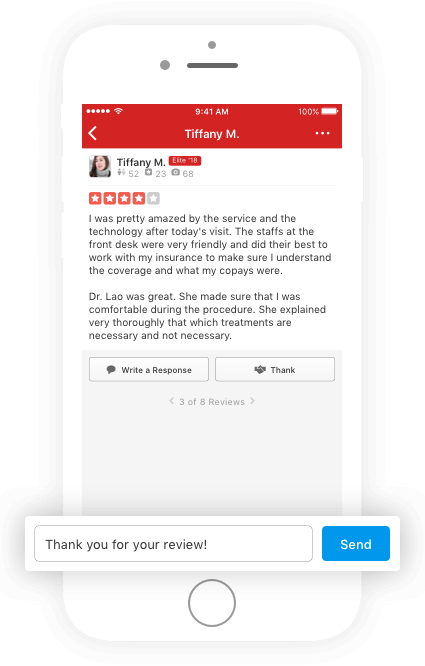 9:41 AM 100%
Tiffany M.
Tiffany M. Elite '18
52 23 68
I was pretty amazed by the service and the
technology after today's visit. The staffs at the
front desk were very friendly and did their best to
work with my insurance to make sure I understand
the coverage and what my copays were.
Dr. Lao was great. She made sure that I was
comfortable during the procedure. She explained
very thoroughly that which treatments are
necessary and not necessary.
Write a Response Thank
3 of 8 Reviews
Thank you for your review! Send